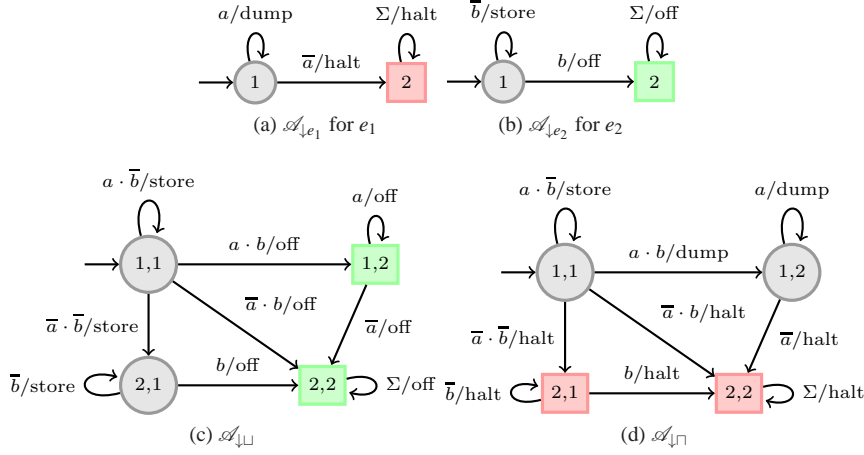 a/dump
Σ/halt
1
a̅/halt
2
(a) 𝒜↓e₁ for e₁
b̅/store
Σ/off
1
b/off
2
(b) 𝒜↓e₂ for e₂
a · b̅/store
a/off
1,1
a · b/off
1,2
a̅ · b̅/store
a̅ · b/off
a̅/off
b̅/store
2,1
b/off
2,2
Σ/off
(c) 𝒜↓⊔
a · b̅/store
a/dump
1,1
a · b/dump
1,2
a̅ · b̅/halt
a̅ · b/halt
a̅/halt
b̅/halt
2,1
b/halt
2,2
Σ/halt
(d) 𝒜↓⊓